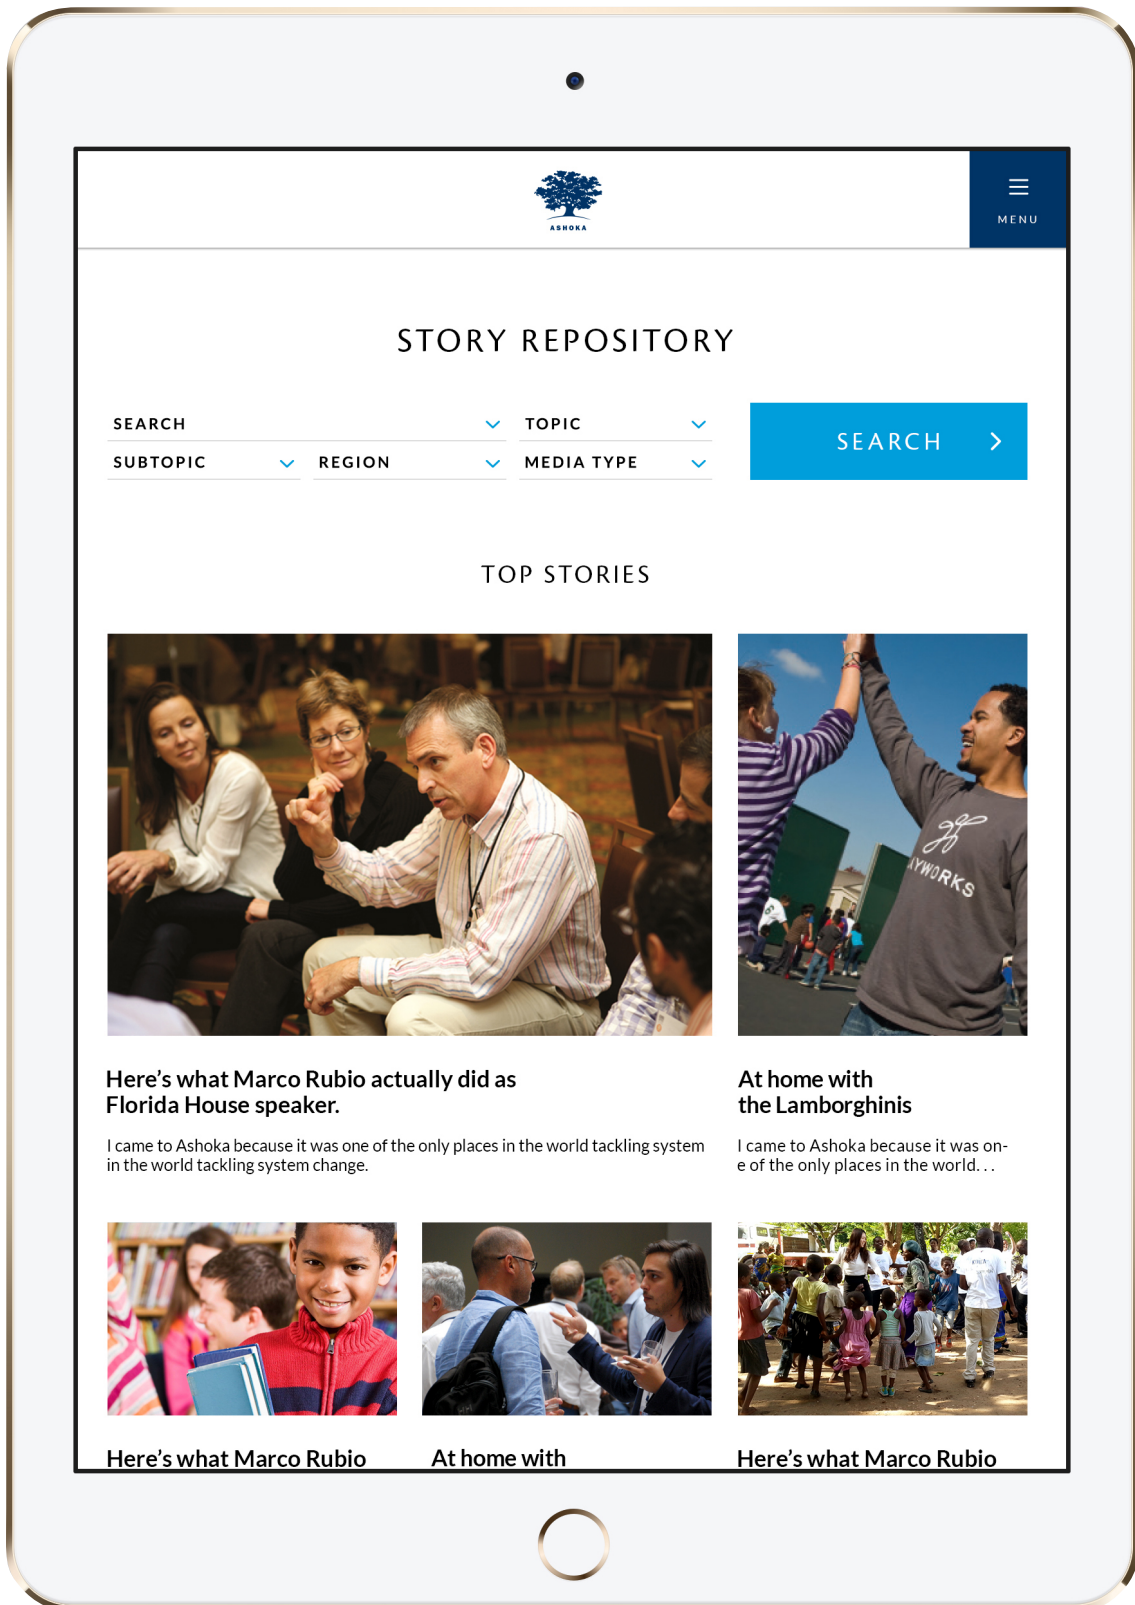 ASHOKA
MENU
STORY REPOSITORY
SEARCH
TOPIC
SUBTOPIC
REGION
MEDIA TYPE
SEARCH
TOP STORIES
Here's what Marco Rubio actually did as
Florida House speaker.
I came to Ashoka because it was one of the only places in the world tackling system
in the world tackling system change.
At home with
the Lamborghinis
I came to Ashoka because it was on-
e of the only places in the world. . .
Here's what Marco Rubio
At home with
Here's what Marco Rubio